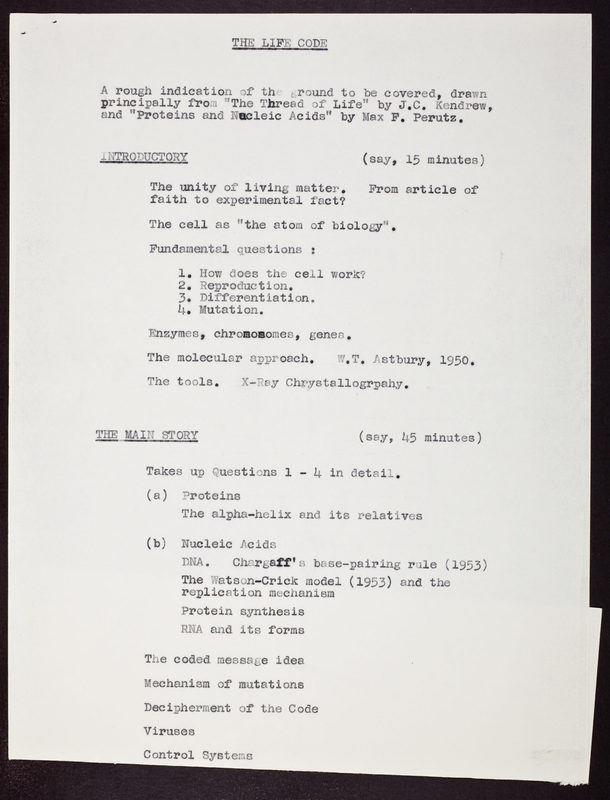 THE LIFE CODE
A rough indication of the ground to be covered, drawn
principally from "The Thread of Life" by J.C. Kendrew,
and "Proteins and Nucleic Acids" by Max F. Perutz.
INTRODUCTORY (say, 15 minutes)
The unity of living matter. From article of
faith to experimental fact?
The cell as "the atom of biology".
Fundamental questions :
1. How does the cell work?
2. Reproduction.
3. Differentiation.
4. Mutation.
Enzymes, chromosomes, genes.
The molecular approach. W.T. Astbury, 1950.
The tools. X-Ray Chrystallogrpahy.
THE MAIN STORY (say, 45 minutes)
Takes up Questions 1 - 4 in detail.
(a) Proteins
The alpha-helix and its relatives
(b) Nucleic Acids
DNA. Chargaff's base-pairing rule (1953)
The Watson-Crick model (1953) and the
replication mechanism
Protein synthesis
RNA and its forms
The coded message idea
Mechanism of mutations
Decipherment of the Code
Viruses
Control Systems